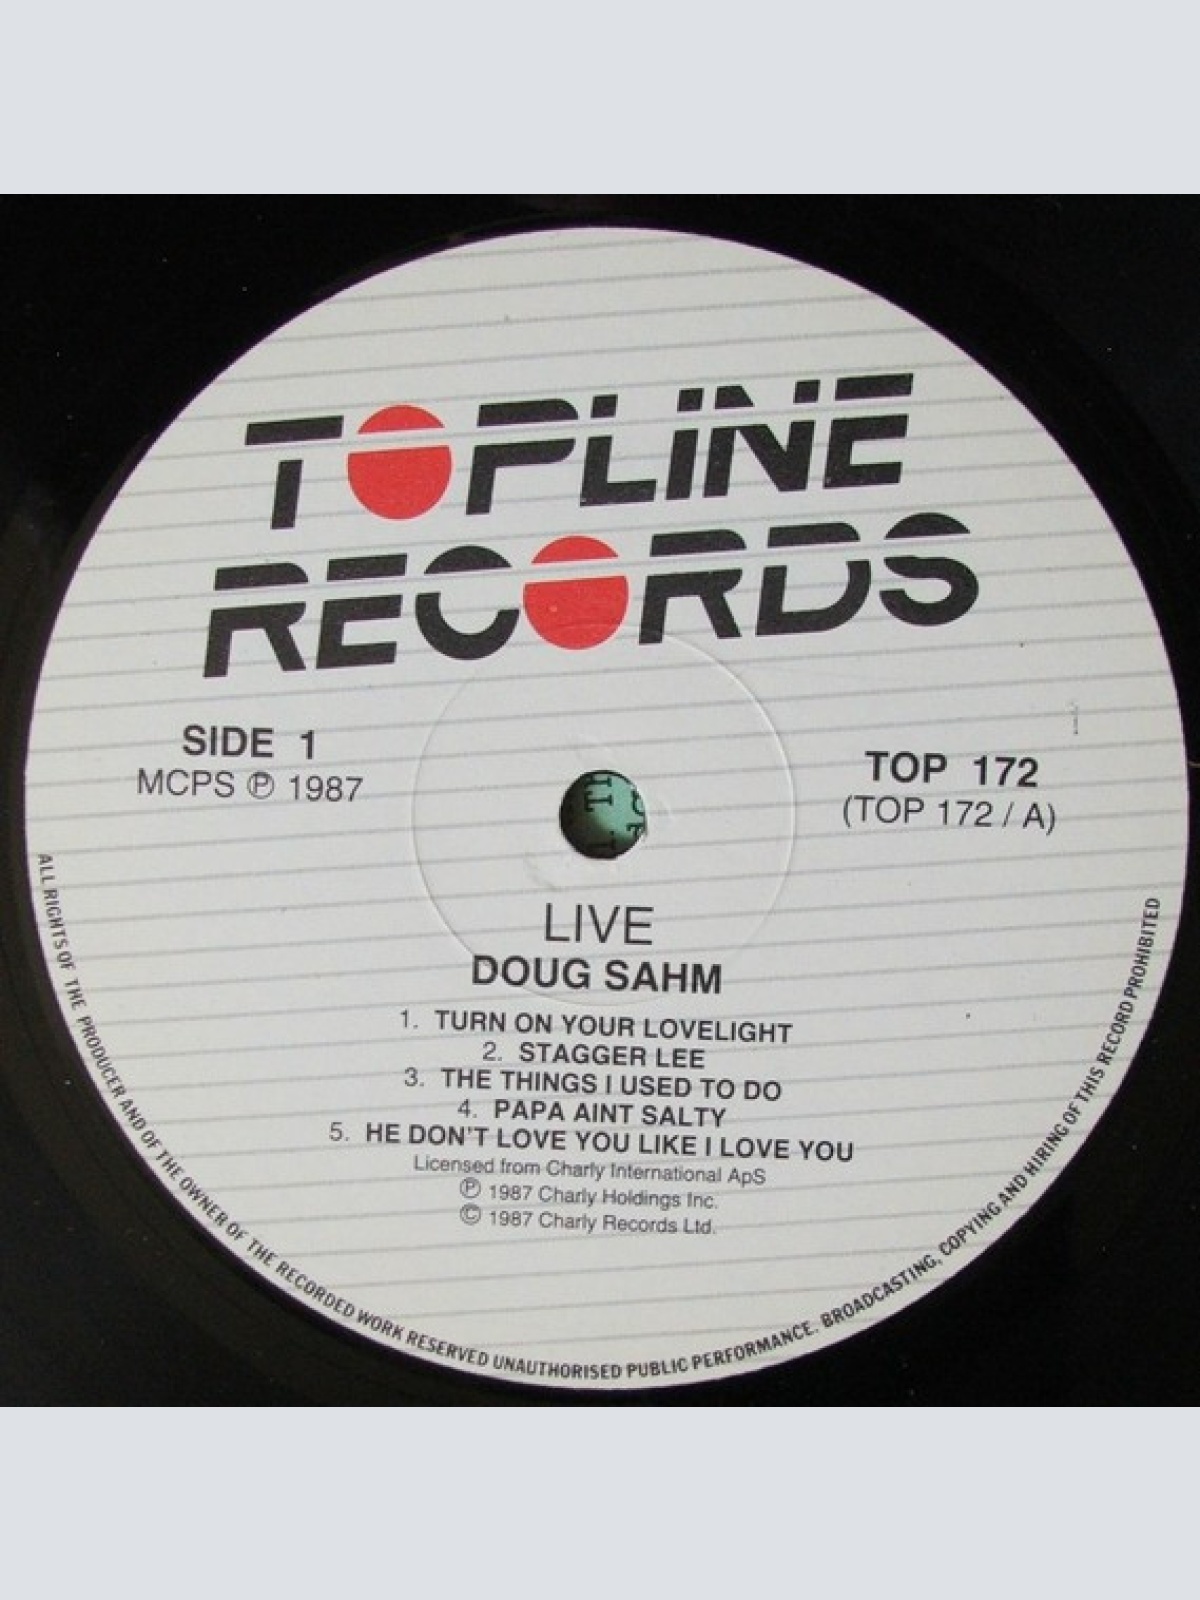 TOPLINE
RECORDS
SIDE 1
MCPS ℗ 1987
TOP 172
(TOP 172 / A)
LIVE
DOUG SAHM
1. TURN ON YOUR LOVELIGHT
2. STAGGER LEE
3. THE THINGS I USED TO DO
4. PAPA AINT SALTY
5. HE DON'T LOVE YOU LIKE I LOVE YOU
Licensed from Charly International ApS
℗ 1987 Charly Holdings Inc.
© 1987 Charly Records Ltd.
ALL RIGHTS OF THE PRODUCER AND OF THE OWNER OF THE RECORDED WORK RESERVED UNAUTHORISED PUBLIC PERFORMANCE. BROADCASTING, COPYING AND HIRING OF THIS RECORD PROHIBITED